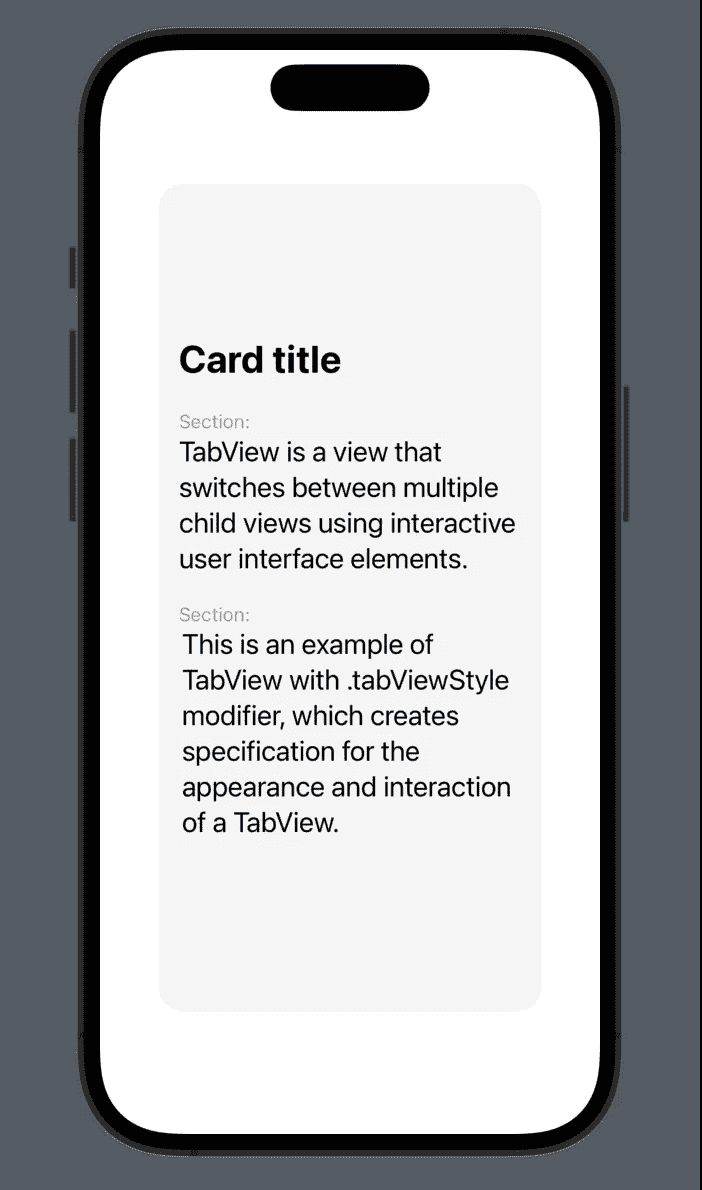 Card title
Section:
TabView is a view that
switches between multiple
child views using interactive
user interface elements.
Section:
This is an example of
TabView with .tabViewStyle
modifier, which creates
specification for the
appearance and interaction
of a TabView.